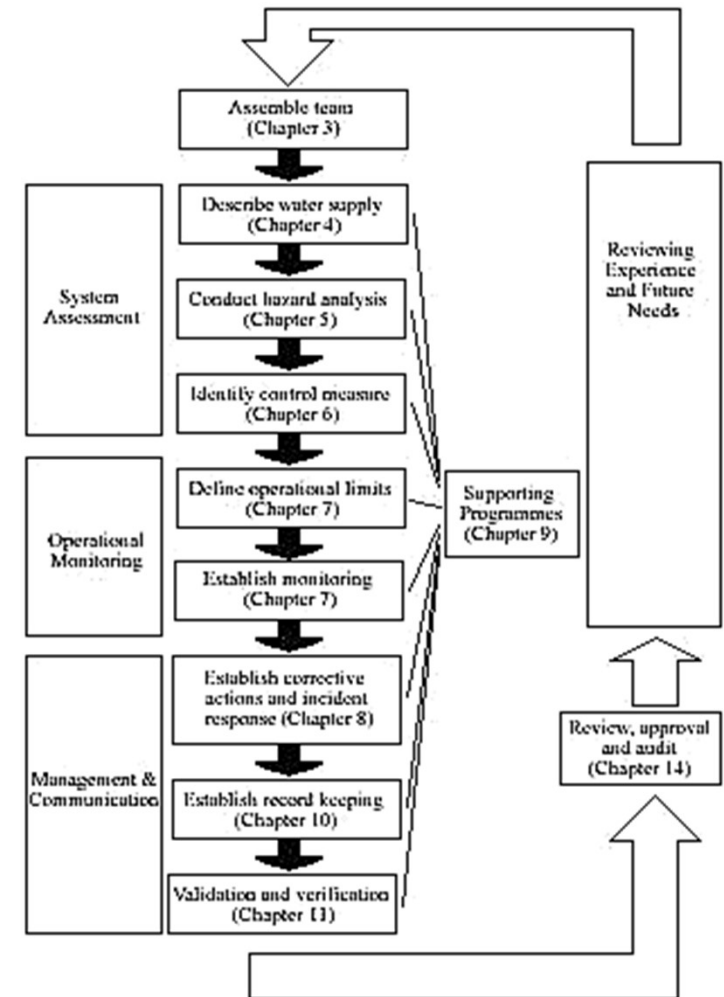 Assemble team
(Chapter 3)
Describe water supply
(Chapter 4)
System
Assessment
Conduct hazard analysis
(Chapter 5)
Identify control measure
(Chapter 6)
Define operational limits
(Chapter 7)
Operational
Monitoring
Establish monitoring
(Chapter 7)
Establish corrective
actions and incident
response (Chapter 8)
Management &
Communication
Establish record keeping
(Chapter 10)
Validation and verification
(Chapter 11)
Supporting
Programmes
(Chapter 9)
Reviewing
Experience
and Future
Needs
Review, approval
and audit
(Chapter 14)